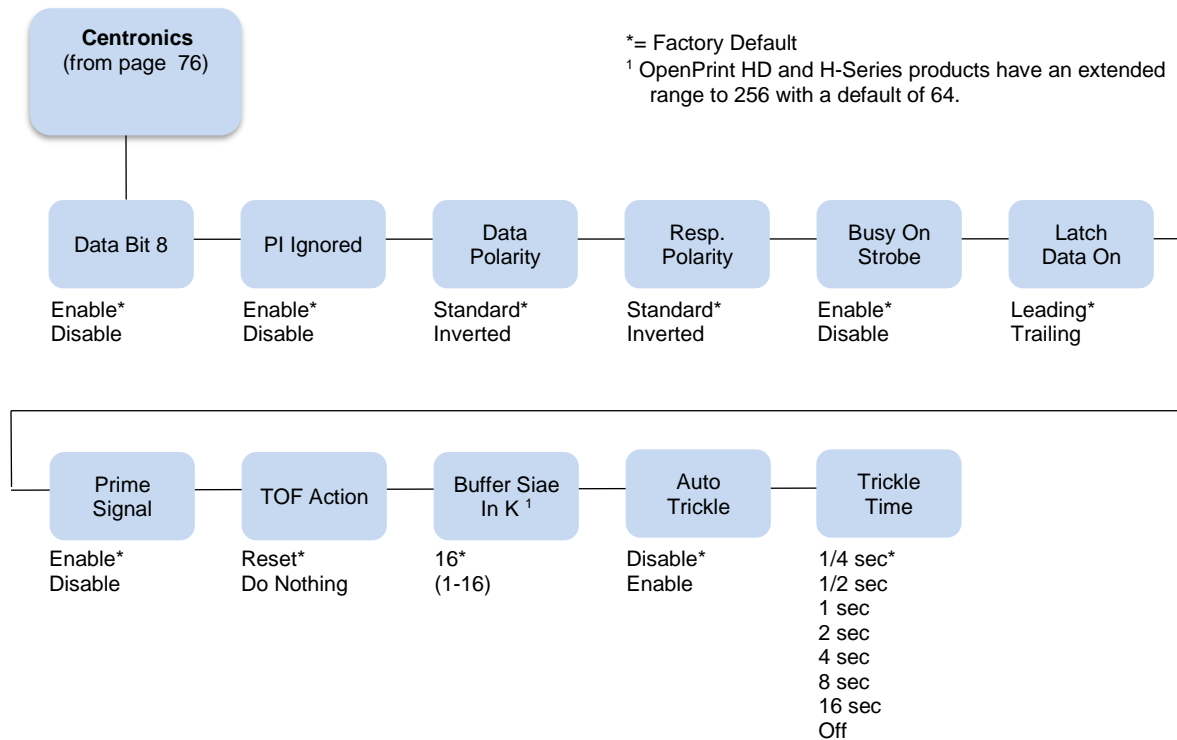 Centronics
(from page 76)
*= Factory Default
1 OpenPrint HD and H-Series products have an extended
range to 256 with a default of 64.
Data Bit 8
Enable*
Disable
PI Ignored
Enable*
Disable
Data
Polarity
Standard*
Inverted
Resp.
Polarity
Standard*
Inverted
Busy On
Strobe
Enable*
Disable
Latch
Data On
Leading*
Trailing
Prime
Signal
Enable*
Disable
TOF Action
Reset*
Do Nothing
Buffer Siae
In K 1
16*
(1-16)
Auto
Trickle
Disable*
Enable
Trickle
Time
1/4 sec*
1/2 sec
1 sec
2 sec
4 sec
8 sec
16 sec
Off